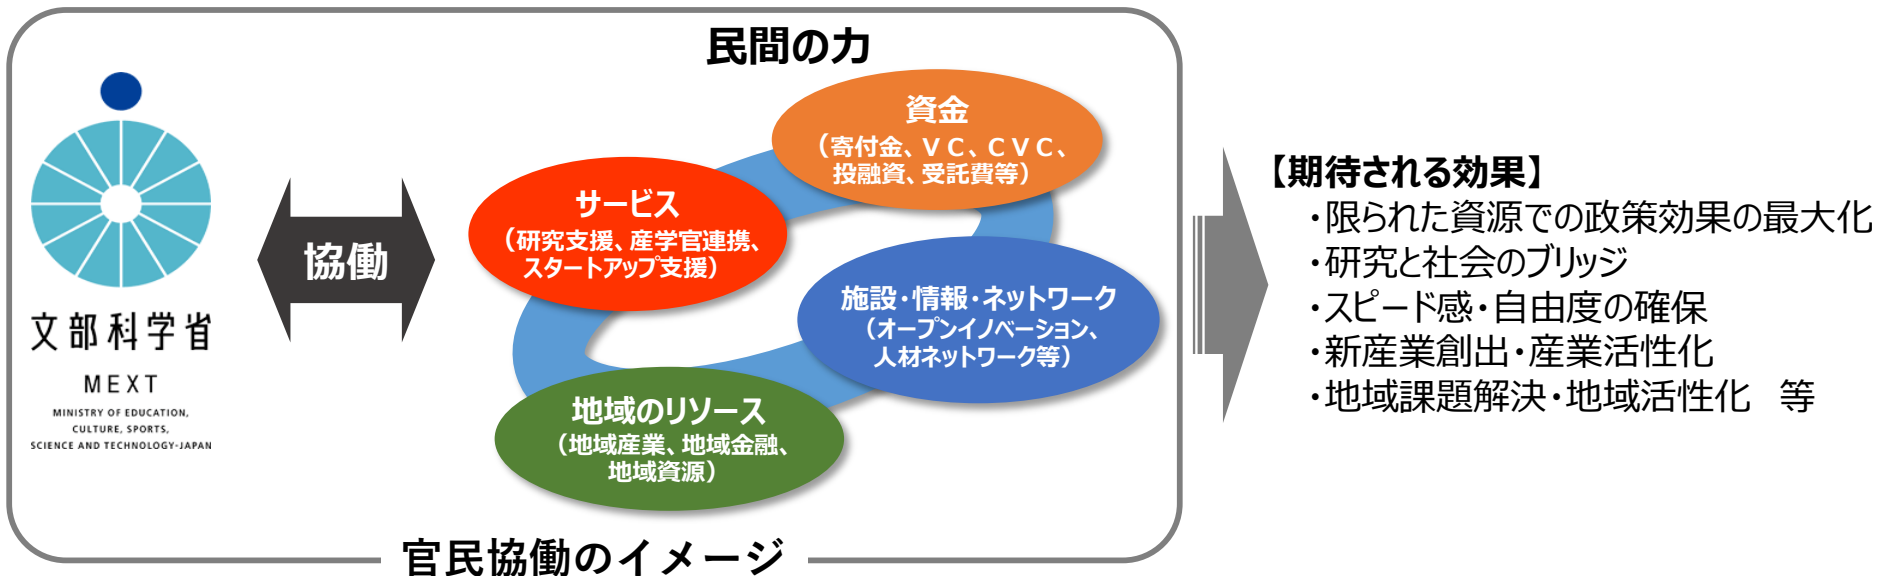 民間の力
文部科学省
MEXT
MINISTRY OF EDUCATION,
CULTURE, SPORTS,
SCIENCE AND TECHNOLOGY-JAPAN
協働
資金
（寄付金、ＶＣ、ＣＶＣ、
投融資、受託費等）
サービス
（研究支援、産学官連携、
スタートアップ支援）
施設・情報・ネットワーク
（オープンイノベーション、
人材ネットワーク等）
地域のリソース
（地域産業、地域金融、
地域資源）
官民協働のイメージ
【期待される効果】
・限られた資源での政策効果の最大化
・研究と社会のブリッジ
・スピード感・自由度の確保
・新産業創出・産業活性化
・地域課題解決・地域活性化　等